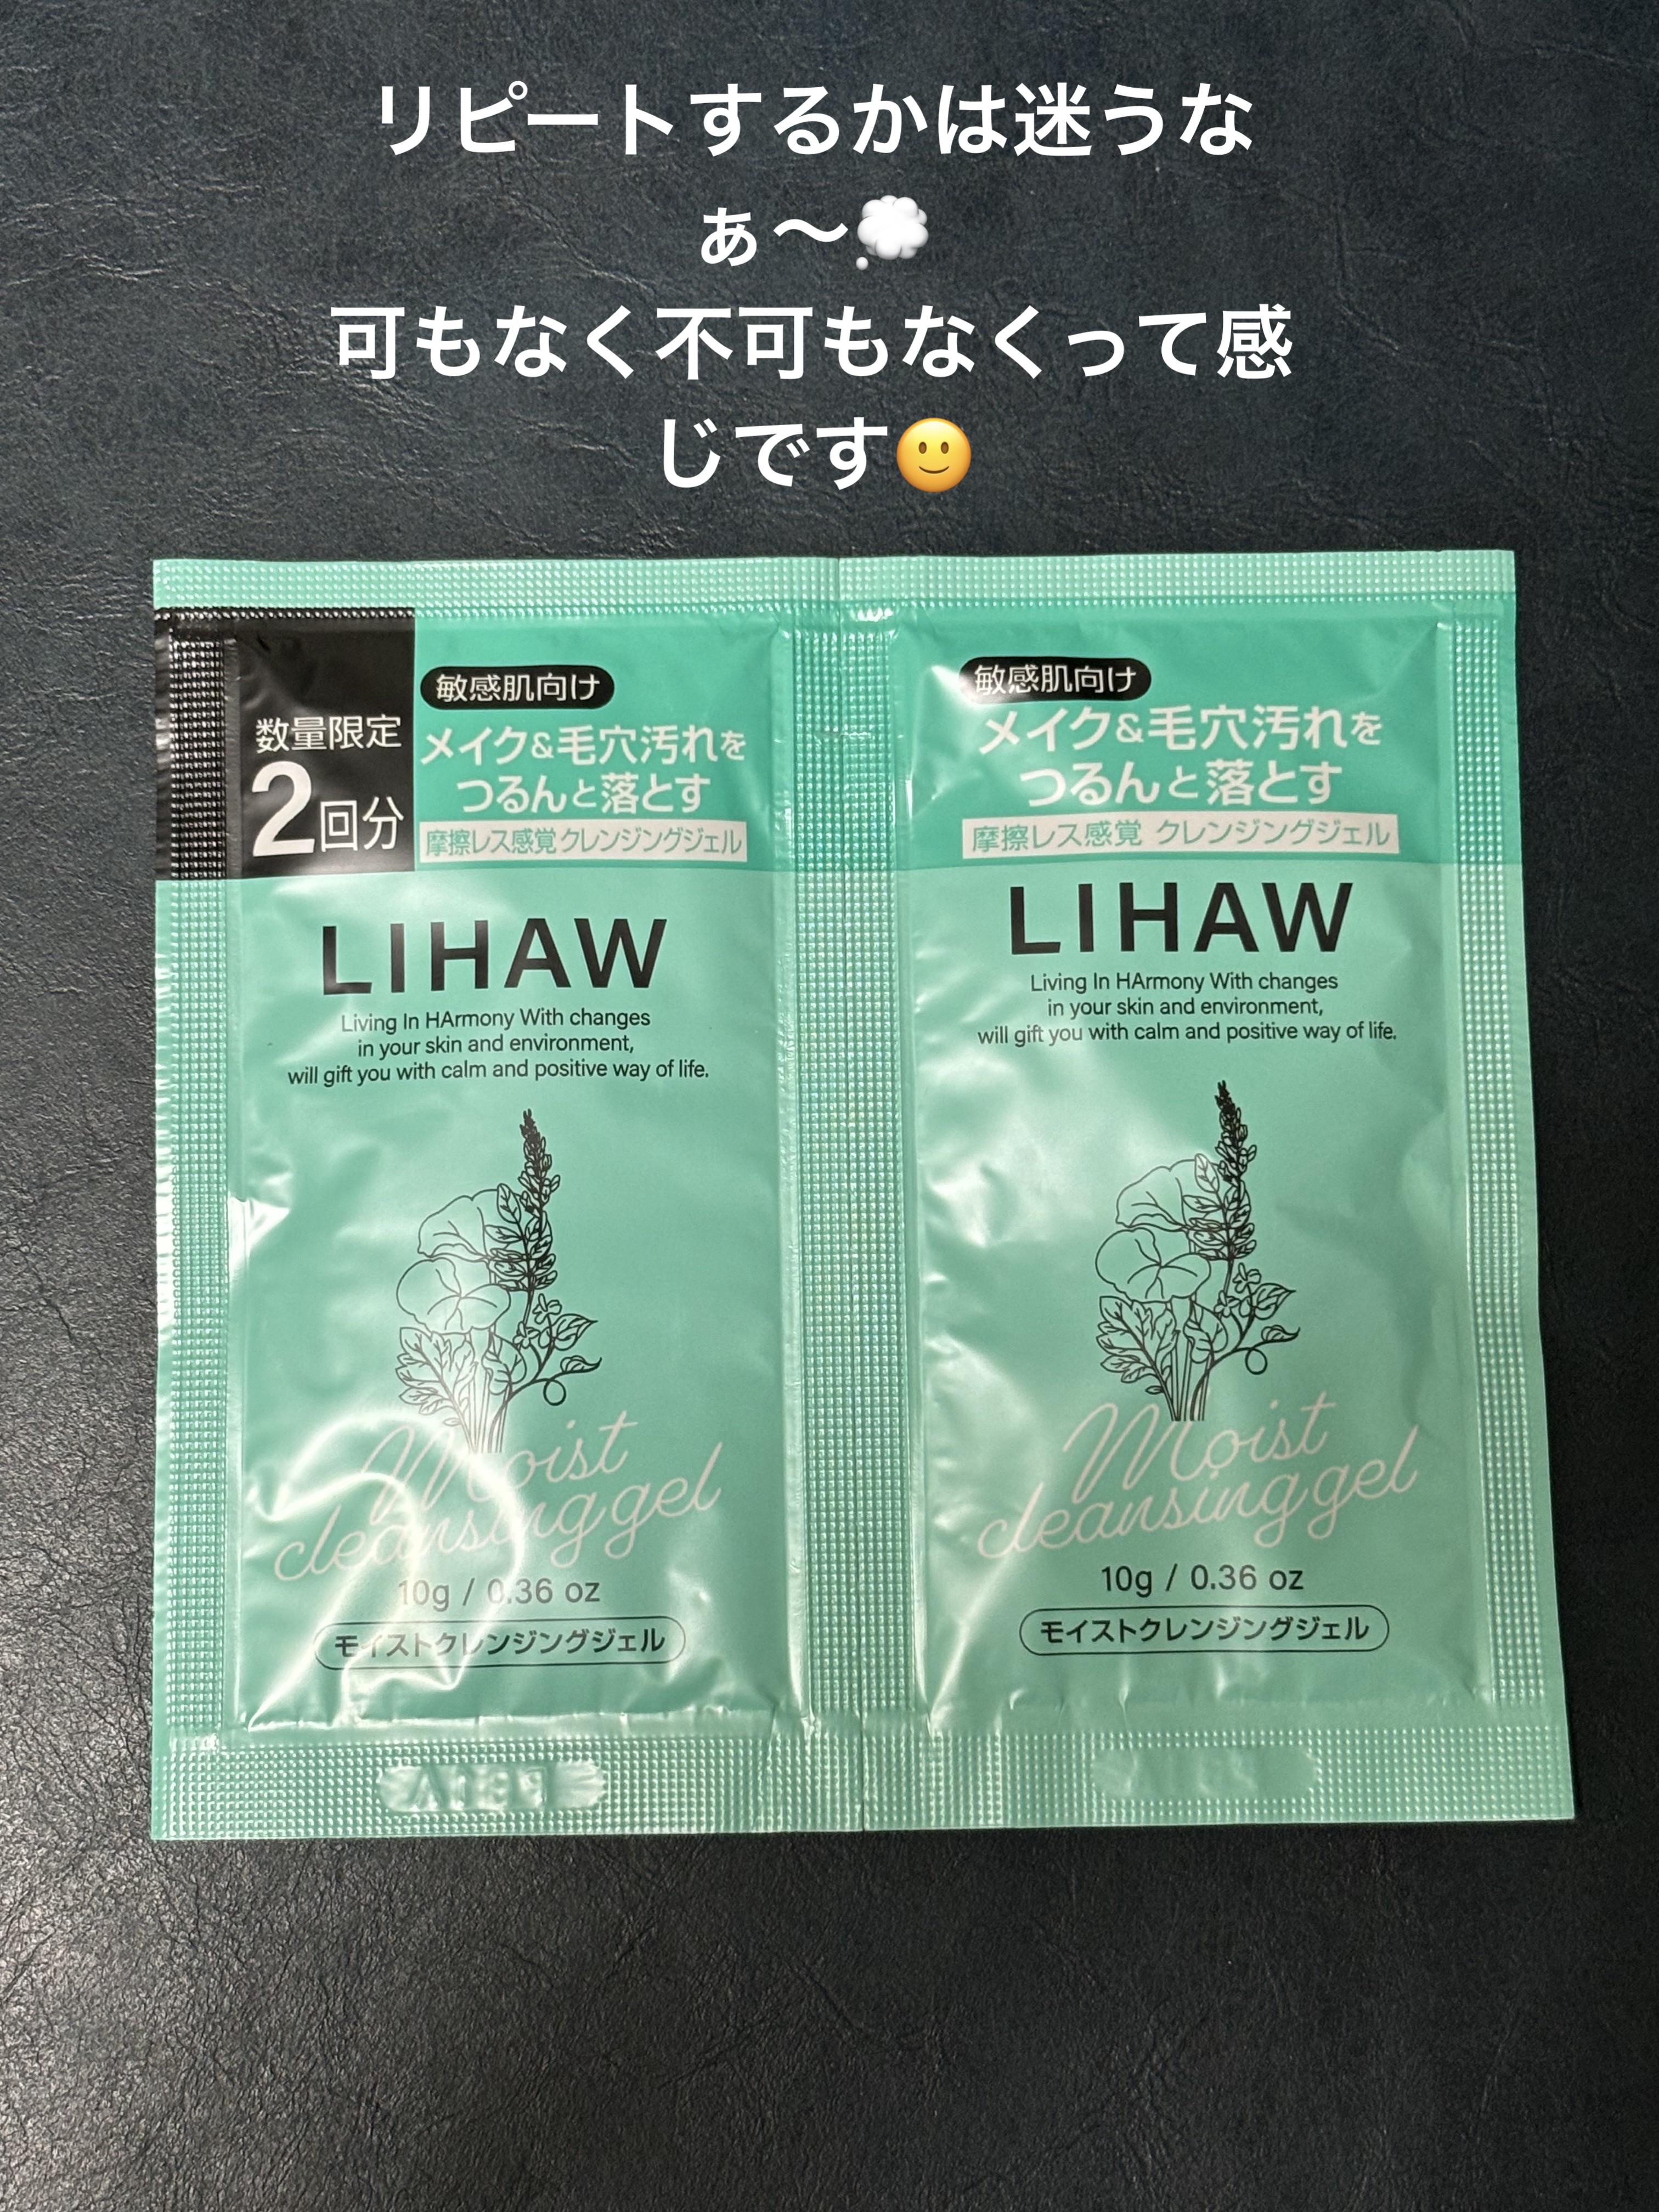 リピートするかは迷うな
ぁ〜💭
可もなく不可もなくって感
じです🙂
数量限定
2回分
敏感肌向け
メイク&毛穴汚れを
つるんと落とす
摩擦レス感覚クレンジングジェル
LIHAW
Living In HArmony With changes
in your skin and environment,
will gift you with calm and positive way of life.
Moist
cleansing gel
10g / 0.36 oz
モイストクレンジングジェル
敏感肌向け
メイク&毛穴汚れを
つるんと落とす
摩擦レス感覚 クレンジングジェル
LIHAW
Living In HArmony With changes
in your skin and environment,
will gift you with calm and positive way of life.
Moist
cleansing gel
10g / 0.36 oz
モイストクレンジングジェル